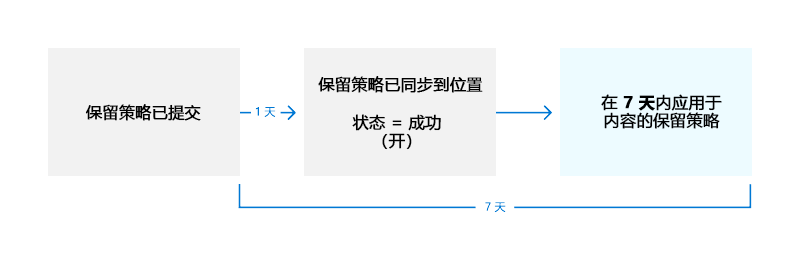 保留策略已提交
1 天
保留策略已同步到位置
状态 = 成功
(开)
在 7 天内应用于
内容的保留策略
7 天